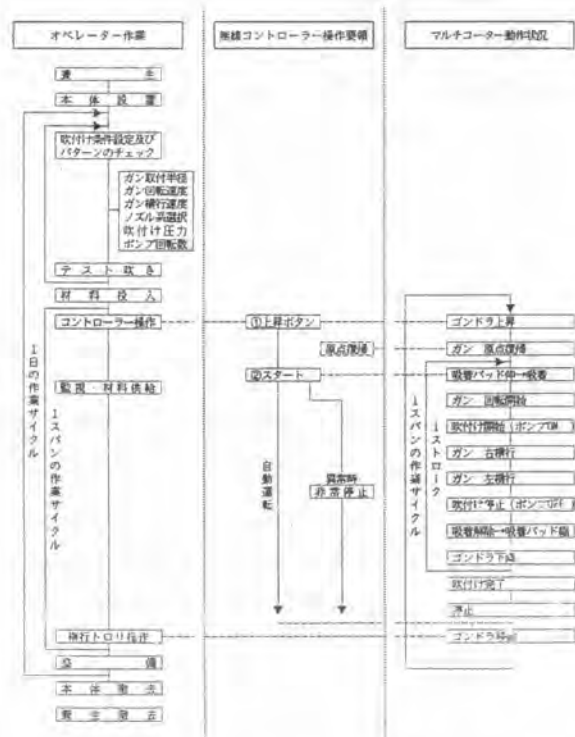 オペレーター作業
養生
本体設置
吹付け条件設定及び
パターンのチェック
ガン取付半径
ガン回転速度
ガン横行速度
ノズル系選択
吹付け圧力
ポンプ回転数
テスト吹き
材料投入
コントローラー操作
監視・材料供給
横行トロリ操作
整備
本体撤去
養生撤去
1日の作業サイクル
1スパンの作業サイクル
無線コントローラー操作要領
①上昇ボタン
原点復帰
②スタート
自動運転
異常時
非常停止
マルチコーター動作状況
ゴンドラ上昇
ガン 原点復帰
吸着パッド伸→吸着
ガン 回転開始
吹付け開始(ポンプON)
ガン 右横行
ガン 左横行
吹付け停止(ポンプOFF)
吸着解除→吸着パッド縮
ゴンドラ下降
吹付け完了
停止
ゴンドラ
1ストローク
1スパンの作業サイクル